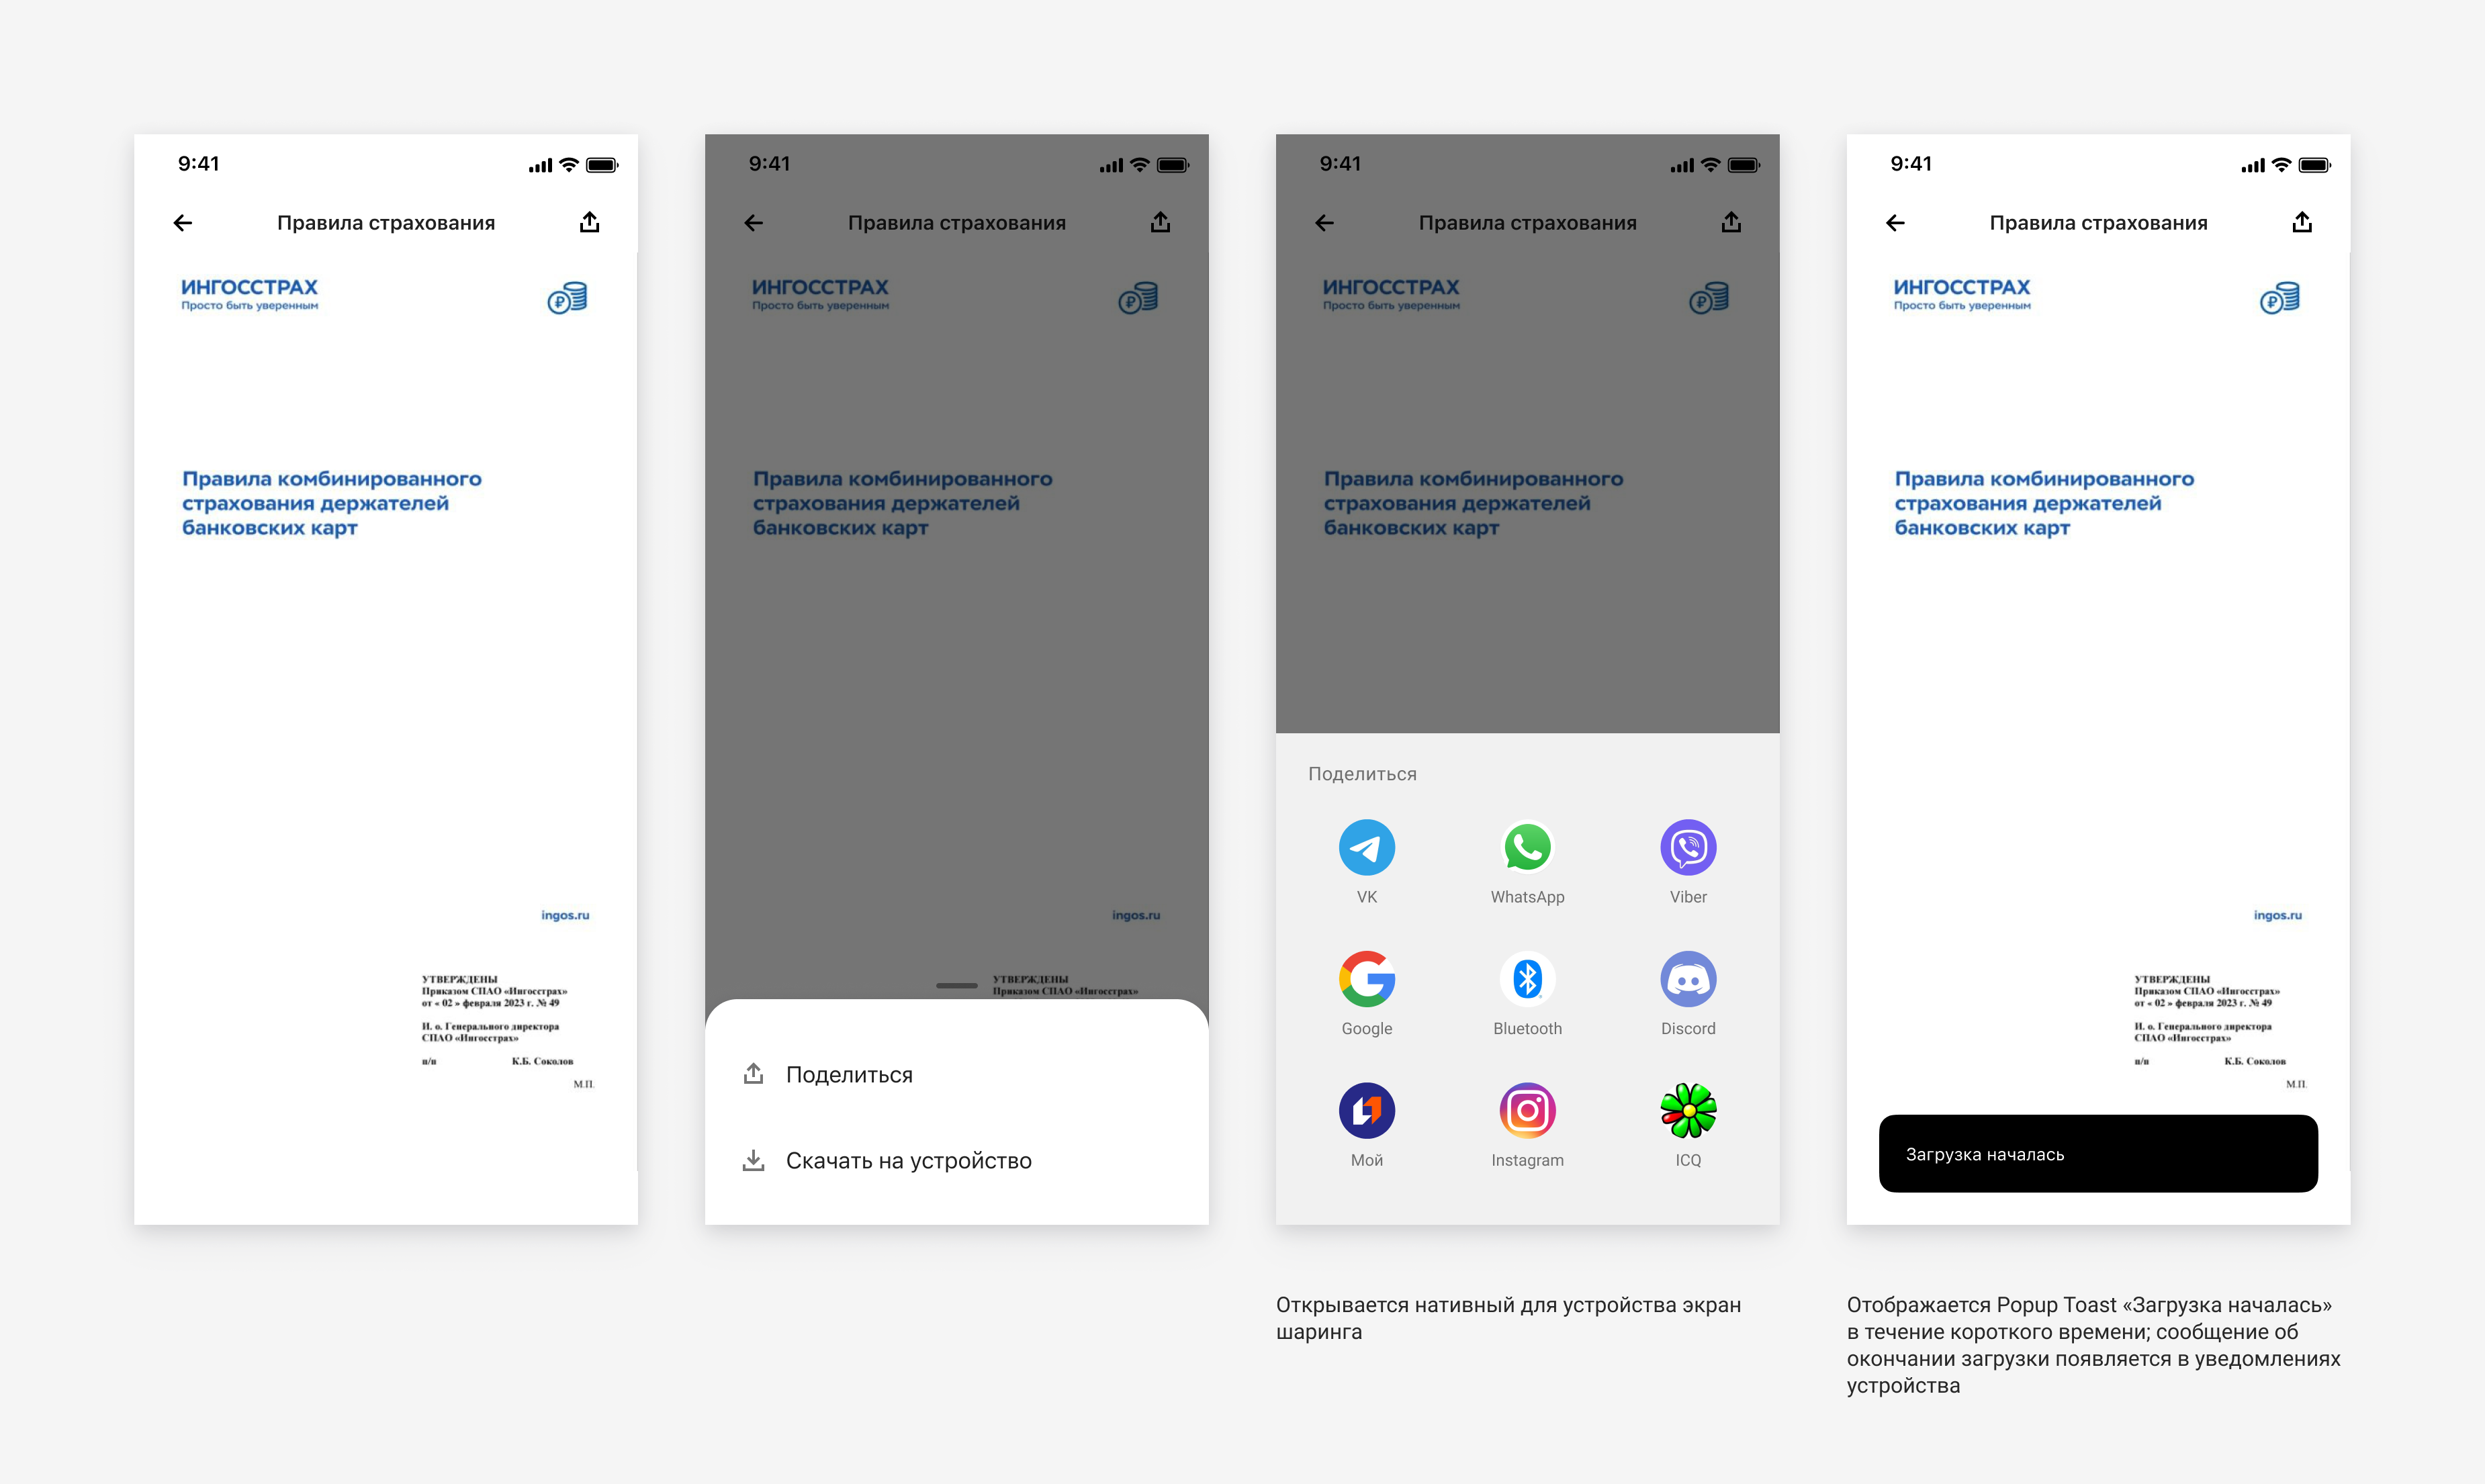 9:41
Правила страхования
ИНГОССТРАХ
Просто быть уверенным
Правила комбинированного
страхования держателей
банковских карт
ingos.ru
УТВЕРЖДЕНЫ
Приказом СПАО «Ингосстрах»
от « 02 » февраля 2023 г. № 49
И. о. Генерального директора
СПАО «Ингосстрах»
п/п К.Б. Соколов
М.П.
9:41
Правила страхования
ИНГОССТРАХ
Просто быть уверенным
Правила комбинированного
страхования держателей
банковских карт
ingos.ru
УТВЕРЖДЕНЫ
Приказом СПАО «Ингосстрах»
Поделиться
Скачать на устройство
9:41
Правила страхования
ИНГОССТРАХ
Просто быть уверенным
Правила комбинированного
страхования держателей
банковских карт
Поделиться
VK WhatsApp Viber
Google Bluetooth Discord
Мой Instagram ICQ
Открывается нативный для устройства экран
шаринга
9:41
Правила страхования
ИНГОССТРАХ
Просто быть уверенным
Правила комбинированного
страхования держателей
банковских карт
ingos.ru
УТВЕРЖДЕНЫ
Приказом СПАО «Ингосстрах»
от « 02 » февраля 2023 г. № 49
И. о. Генерального директора
СПАО «Ингосстрах»
п/п К.Б. Соколов
М.П.
Загрузка началась
Отображается Popup Toast «Загрузка началась»
в течение короткого времени; сообщение об
окончании загрузки появляется в уведомлениях
устройства